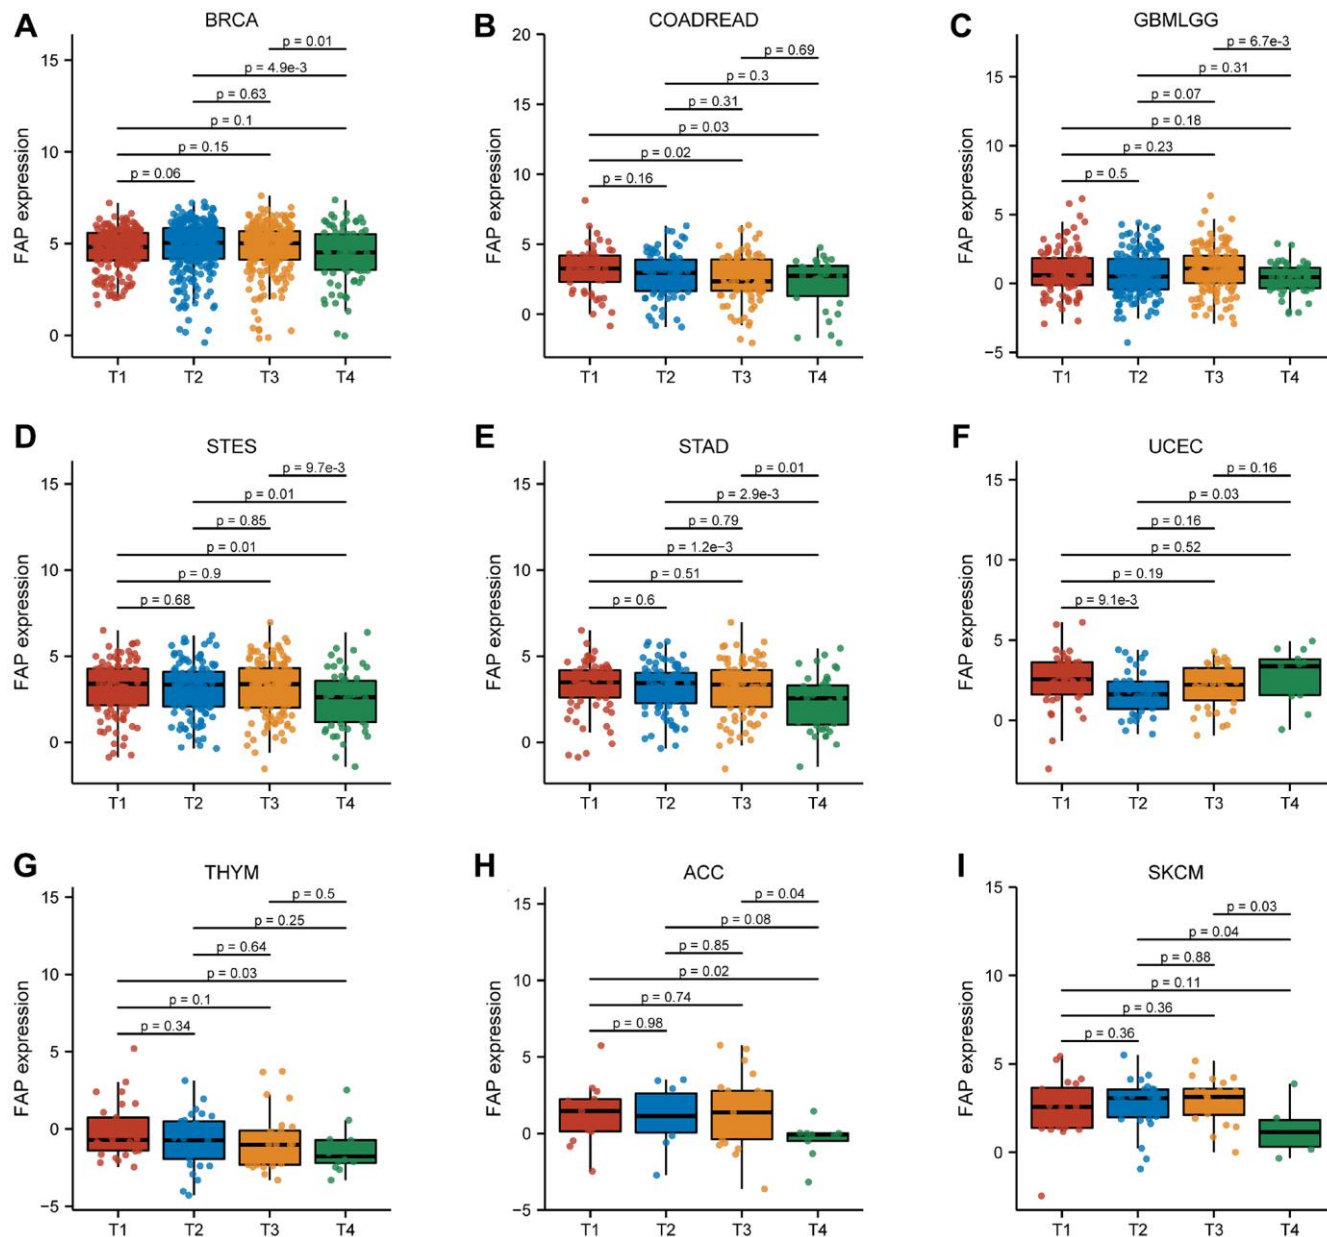 A
BRCA
p = 0.01
p = 4.9e-3
p = 0.63
p = 0.1
p = 0.15
p = 0.06
FAP expression
15
10
5
0
T1 T2 T3 T4
B
COADREAD
p = 0.69
p = 0.3
p = 0.31
p = 0.03
p = 0.02
p = 0.16
FAP expression
20
15
10
5
0
T1 T2 T3 T4
C
GBMLGG
p = 6.7e-3
p = 0.31
p = 0.07
p = 0.18
p = 0.23
p = 0.5
FAP expression
15
10
5
0
−5
T1 T2 T3 T4
D
STES
p = 9.7e-3
p = 0.01
p = 0.85
p = 0.01
p = 0.9
p = 0.68
FAP expression
15
10
5
0
T1 T2 T3 T4
E
STAD
p = 0.01
p = 2.9e-3
p = 0.79
p = 1.2e−3
p = 0.51
p = 0.6
FAP expression
15
10
5
0
T1 T2 T3 T4
F
UCEC
p = 0.16
p = 0.03
p = 0.16
p = 0.52
p = 0.19
p = 9.1e-3
FAP expression
15
10
5
0
T1 T2 T3 T4
G
THYM
p = 0.5
p = 0.25
p = 0.64
p = 0.03
p = 0.1
p = 0.34
FAP expression
15
10
5
0
−5
T1 T2 T3 T4
H
ACC
p = 0.04
p = 0.08
p = 0.85
p = 0.02
p = 0.74
p = 0.98
FAP expression
15
10
5
0
−5
T1 T2 T3 T4
I
SKCM
p = 0.03
p = 0.04
p = 0.88
p = 0.11
p = 0.36
p = 0.36
FAP expression
15
10
5
0
T1 T2 T3 T4